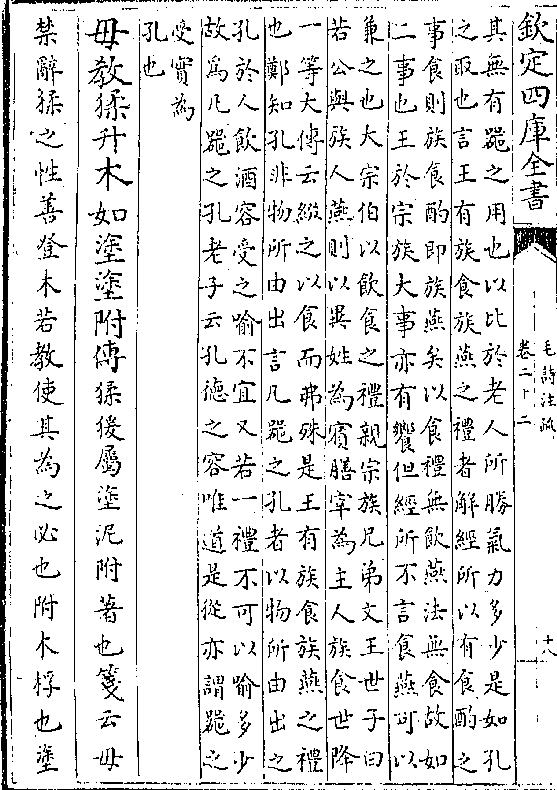 欽定四庫全書
毛詩注疏
卷二十二
十八
其無有器之用也以比於老人所勝氣力多少是如孔
之取也言王有族食族燕之禮者解經所以有食酌之
事食則族食酌即族燕矣以食禮無飲燕法無食故如
二事也王於宗族大事亦有饗但經所不言食燕可以
兼之也大宗伯以飲食之禮親宗族兄弟文王世子曰
若公與族人燕則以異姓為賓膳宰為主人族食世降
一等大傳云綴之以食而弗殊是王有族食族燕之禮
也鄭知孔非物所由出言凡器之孔者以物所由出之
孔於人飲酒容受之喻不宜又若一禮不可以喻多少
故為凡器之孔老子云孔德之容唯道是從亦謂器之
受實為
孔也
毋教猱升木如塗塗附傳猱猨屬塗泥附著也箋云毋
禁辭猱之性善登木若教使其為之必也附木桴也塗